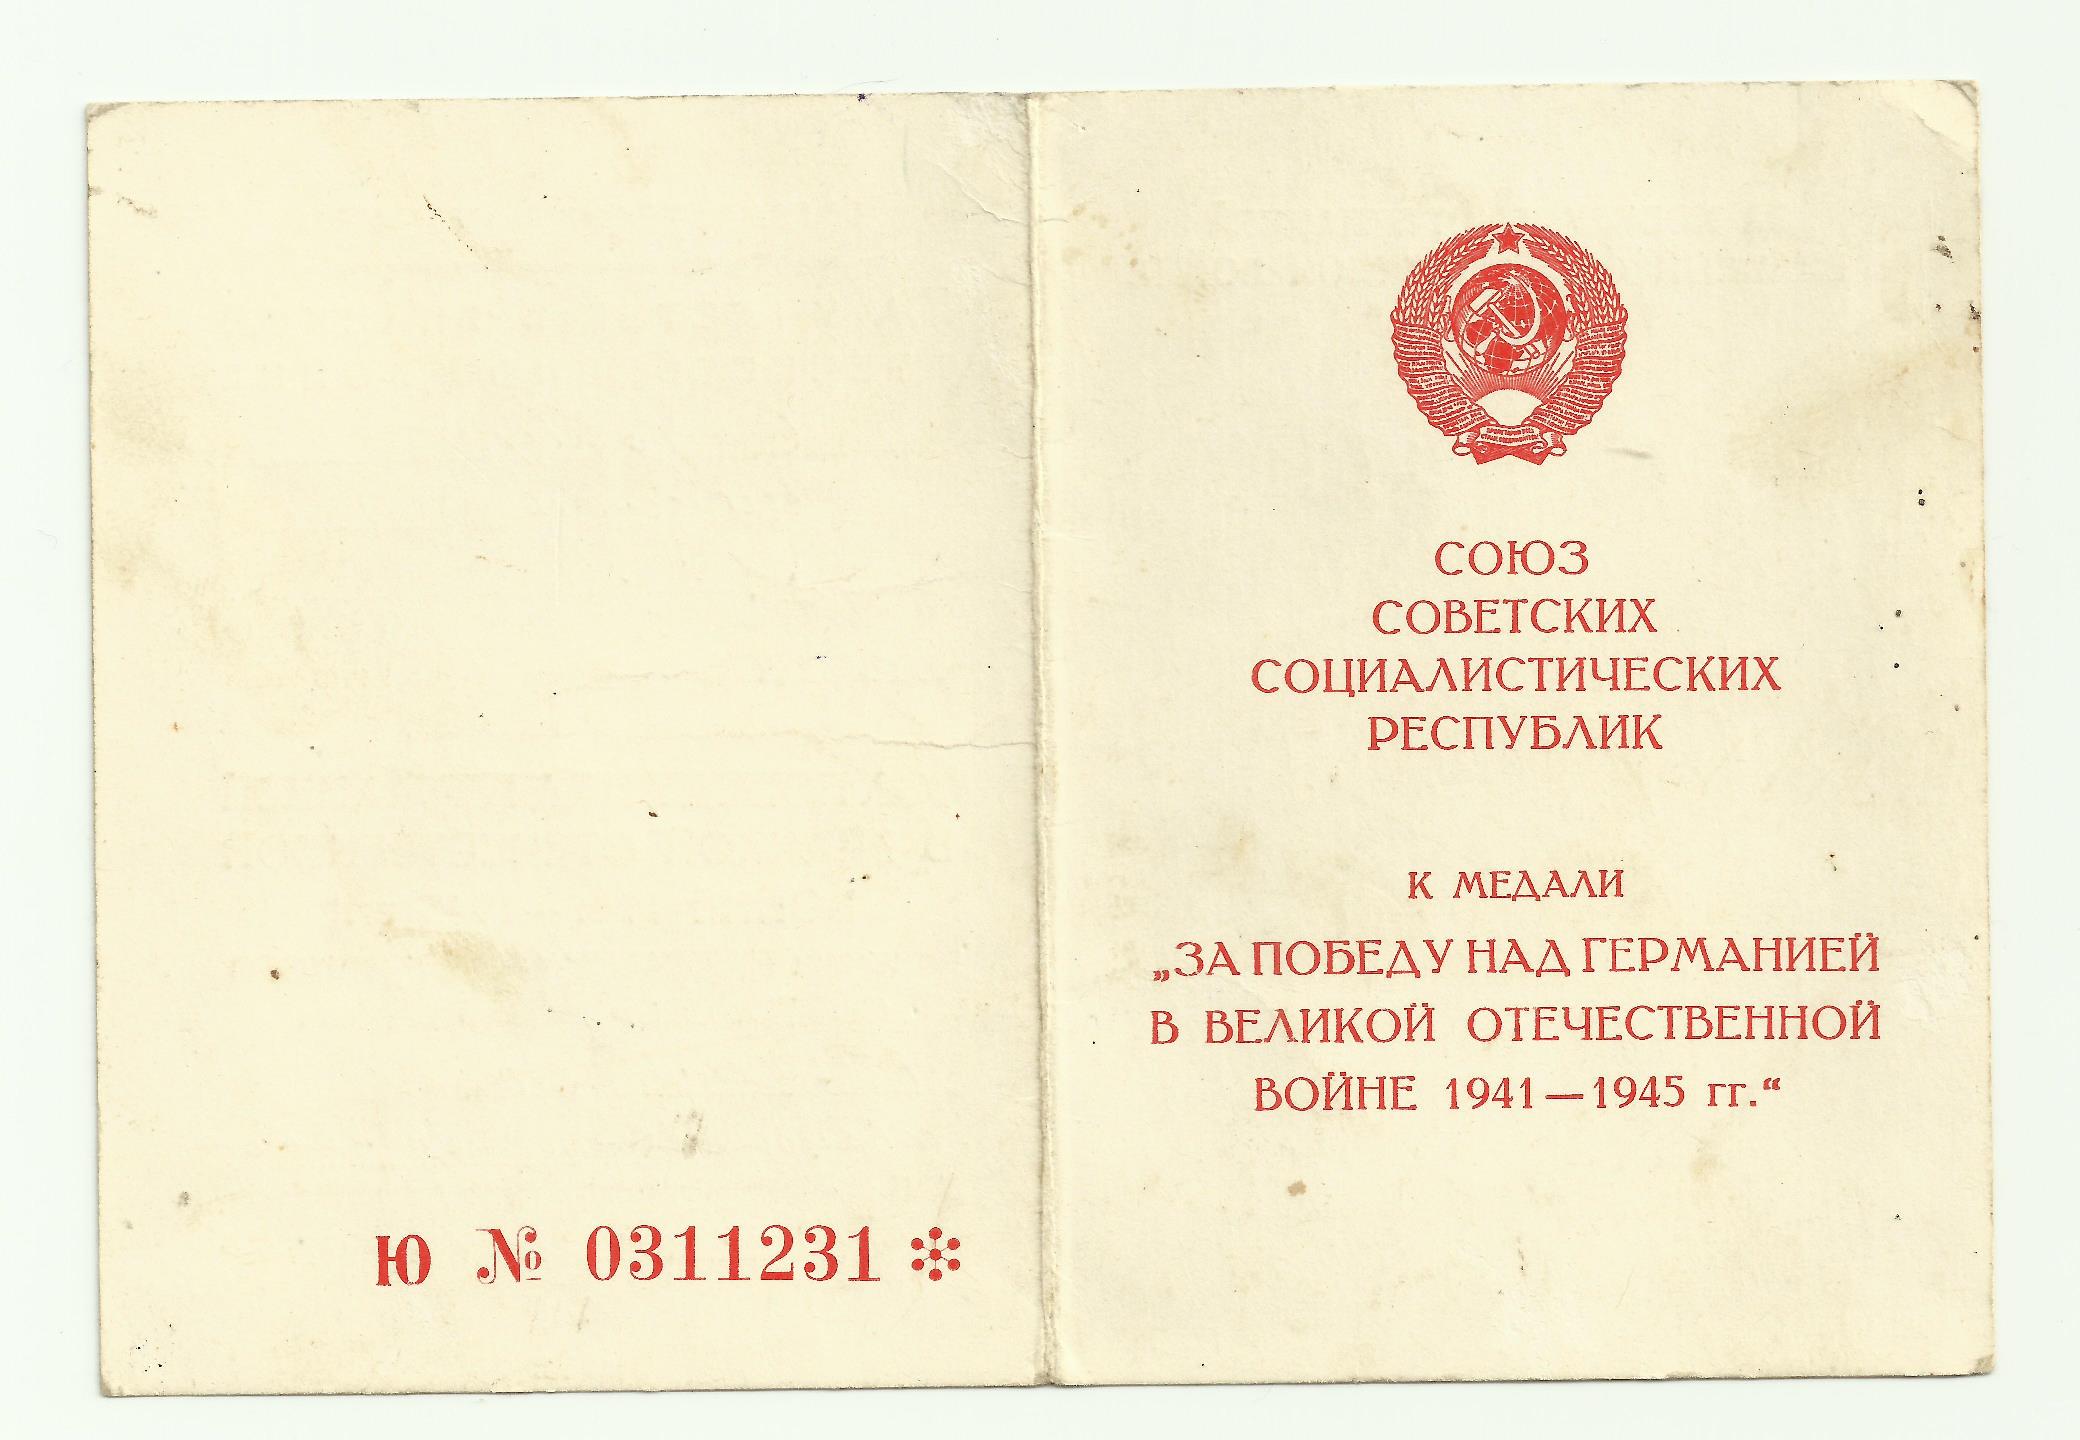 Ю № 0311231
СОЮЗ
СОВЕТСКИХ
СОЦИАЛИСТИЧЕСКИХ
РЕСПУБЛИК
К МЕДАЛИ
„ЗА ПОБЕДУ НАД ГЕРМАНИЕЙ
В ВЕЛИКОЙ ОТЕЧЕСТВЕННОЙ
ВОЙНЕ 1941—1945 гг.“